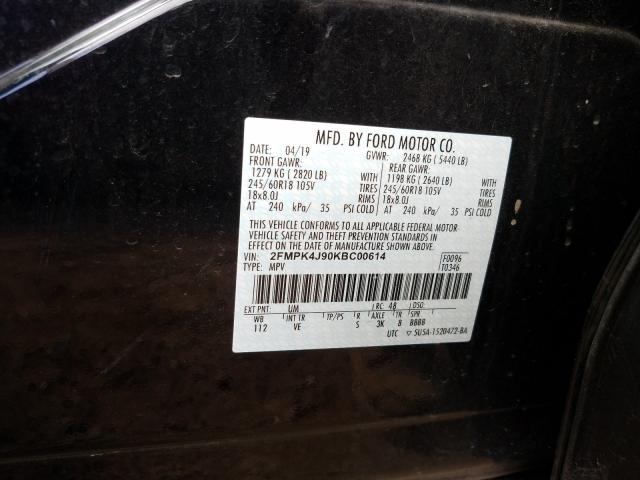 MFD. BY FORD MOTOR CO.
DATE: 04/19 GVWR: 2468 KG ( 5440 LB)
FRONT GAWR: REAR GAWR:
1279 KG ( 2820 LB) WITH 1198 KG ( 2640 LB) WITH
245/60R18 105V TIRES 245/60R18 105V TIRES
18x8.0J RIMS 18x8.0J RIMS
AT 240 kPa/ 35 PSI COLD AT 240 kPa/ 35 PSI COLD
THIS VEHICLE CONFORMS TO ALL APPLICABLE FEDERAL MOTOR
VEHICLE SAFETY AND THEFT PREVENTION STANDARDS IN
EFFECT ON THE DATE OF MANUFACTURE SHOWN ABOVE.
VIN: 2FMPK4J90KBC00614 F0096
TYPE: MPV T0346
EXT PNT: UM RC: 48 DSO:
WB INT TR TP/PS R AXLE TR SPR
112 VE S 3K 8 BBBB
UTC ▽ 5U5A-1520472-BA